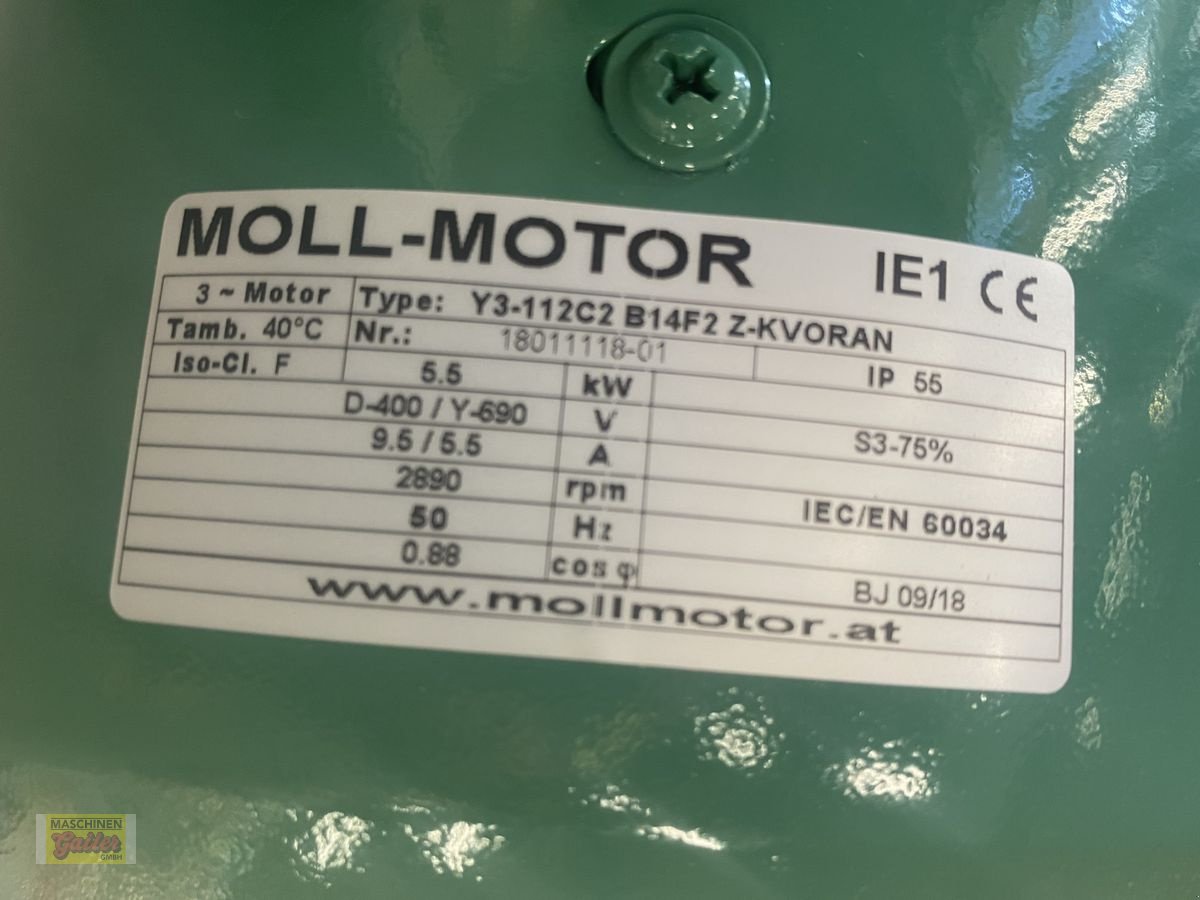 MOLL-MOTOR IE1 CE
3 ~ Motor Type: Y3-112C2 B14F2 Z-KVORAN
Tamb. 40°C Nr.: 18011118-01 IP 55
Iso-Cl. F 5.5 kW
D-400 / Y-690 V S3-75%
9.5 / 5.5 A
2890 rpm IEC/EN 60034
50 Hz
0.88 cos φ BJ 09/18
www.mollmotor.at
MASCHINEN
Gailer
GMBH